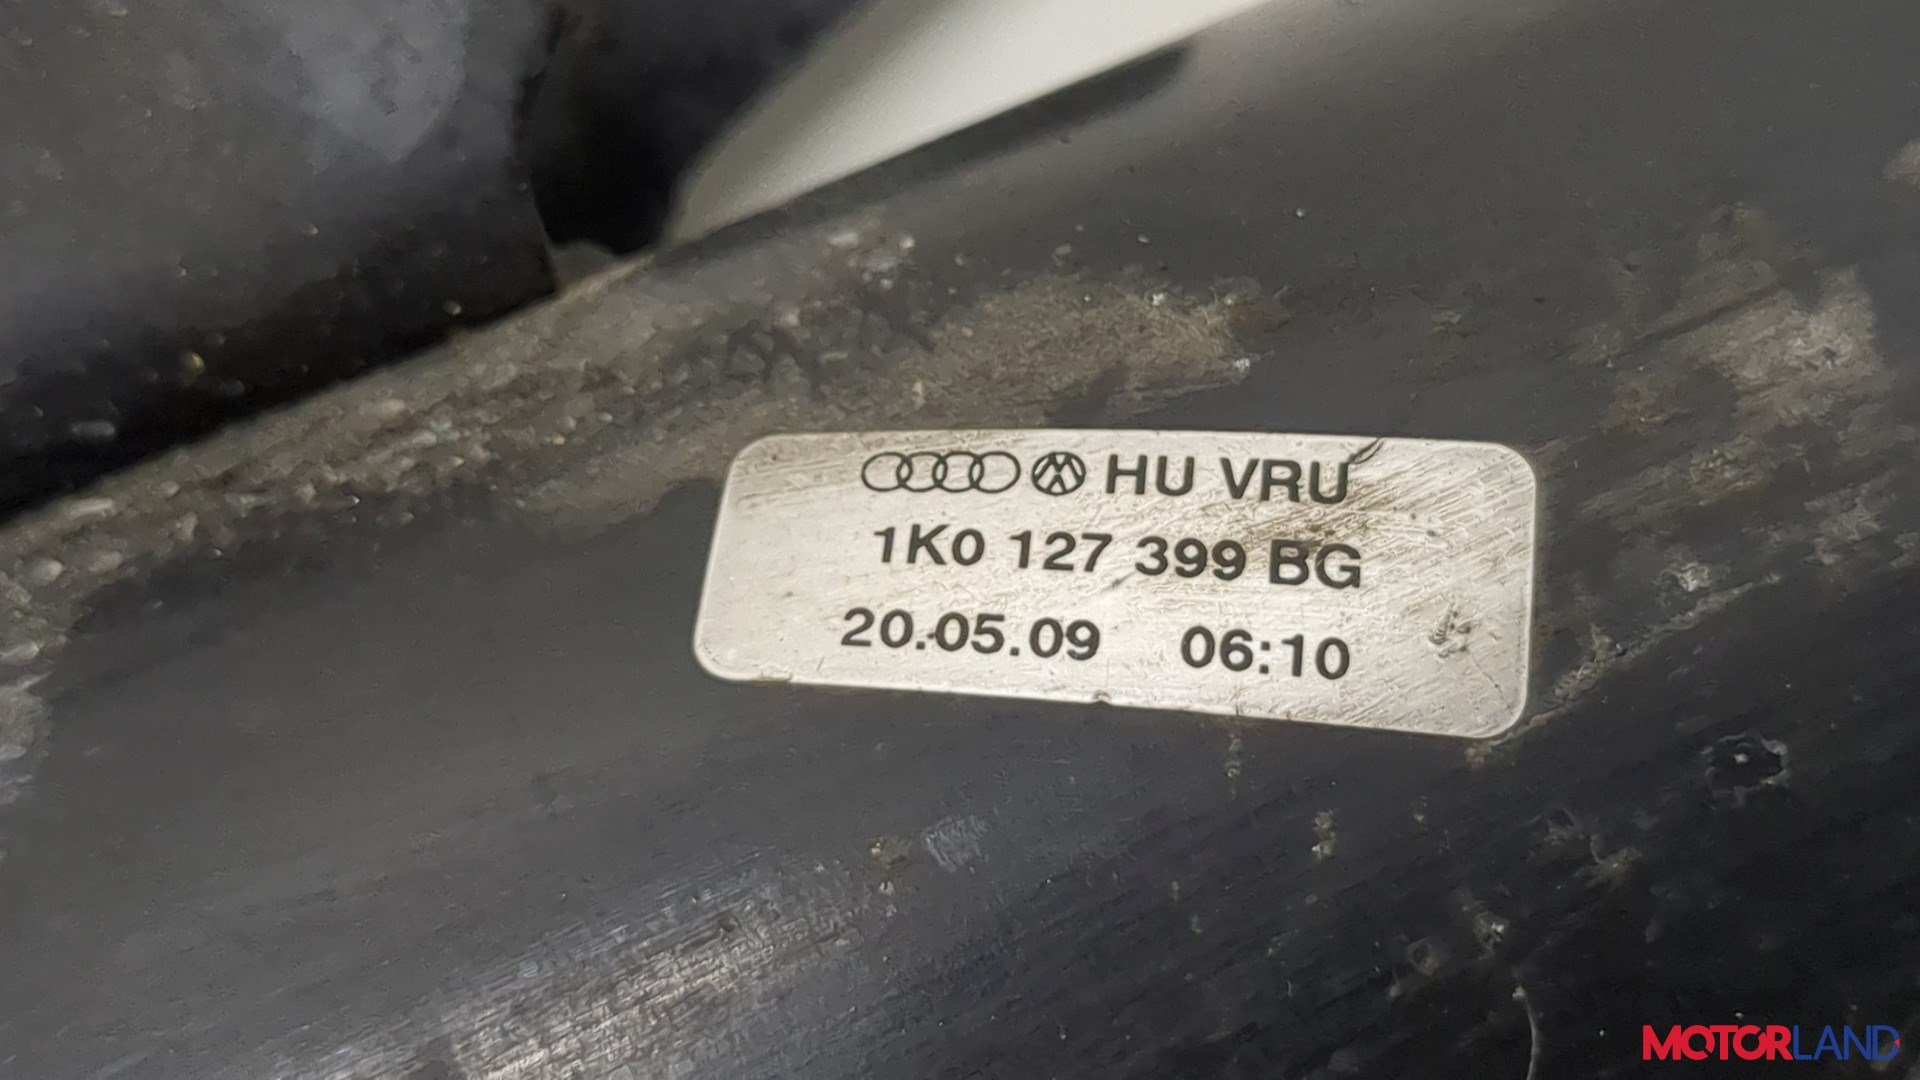 HU VRU
1K0 127 399 BG
20.05.09 06:10
MOTORLAND